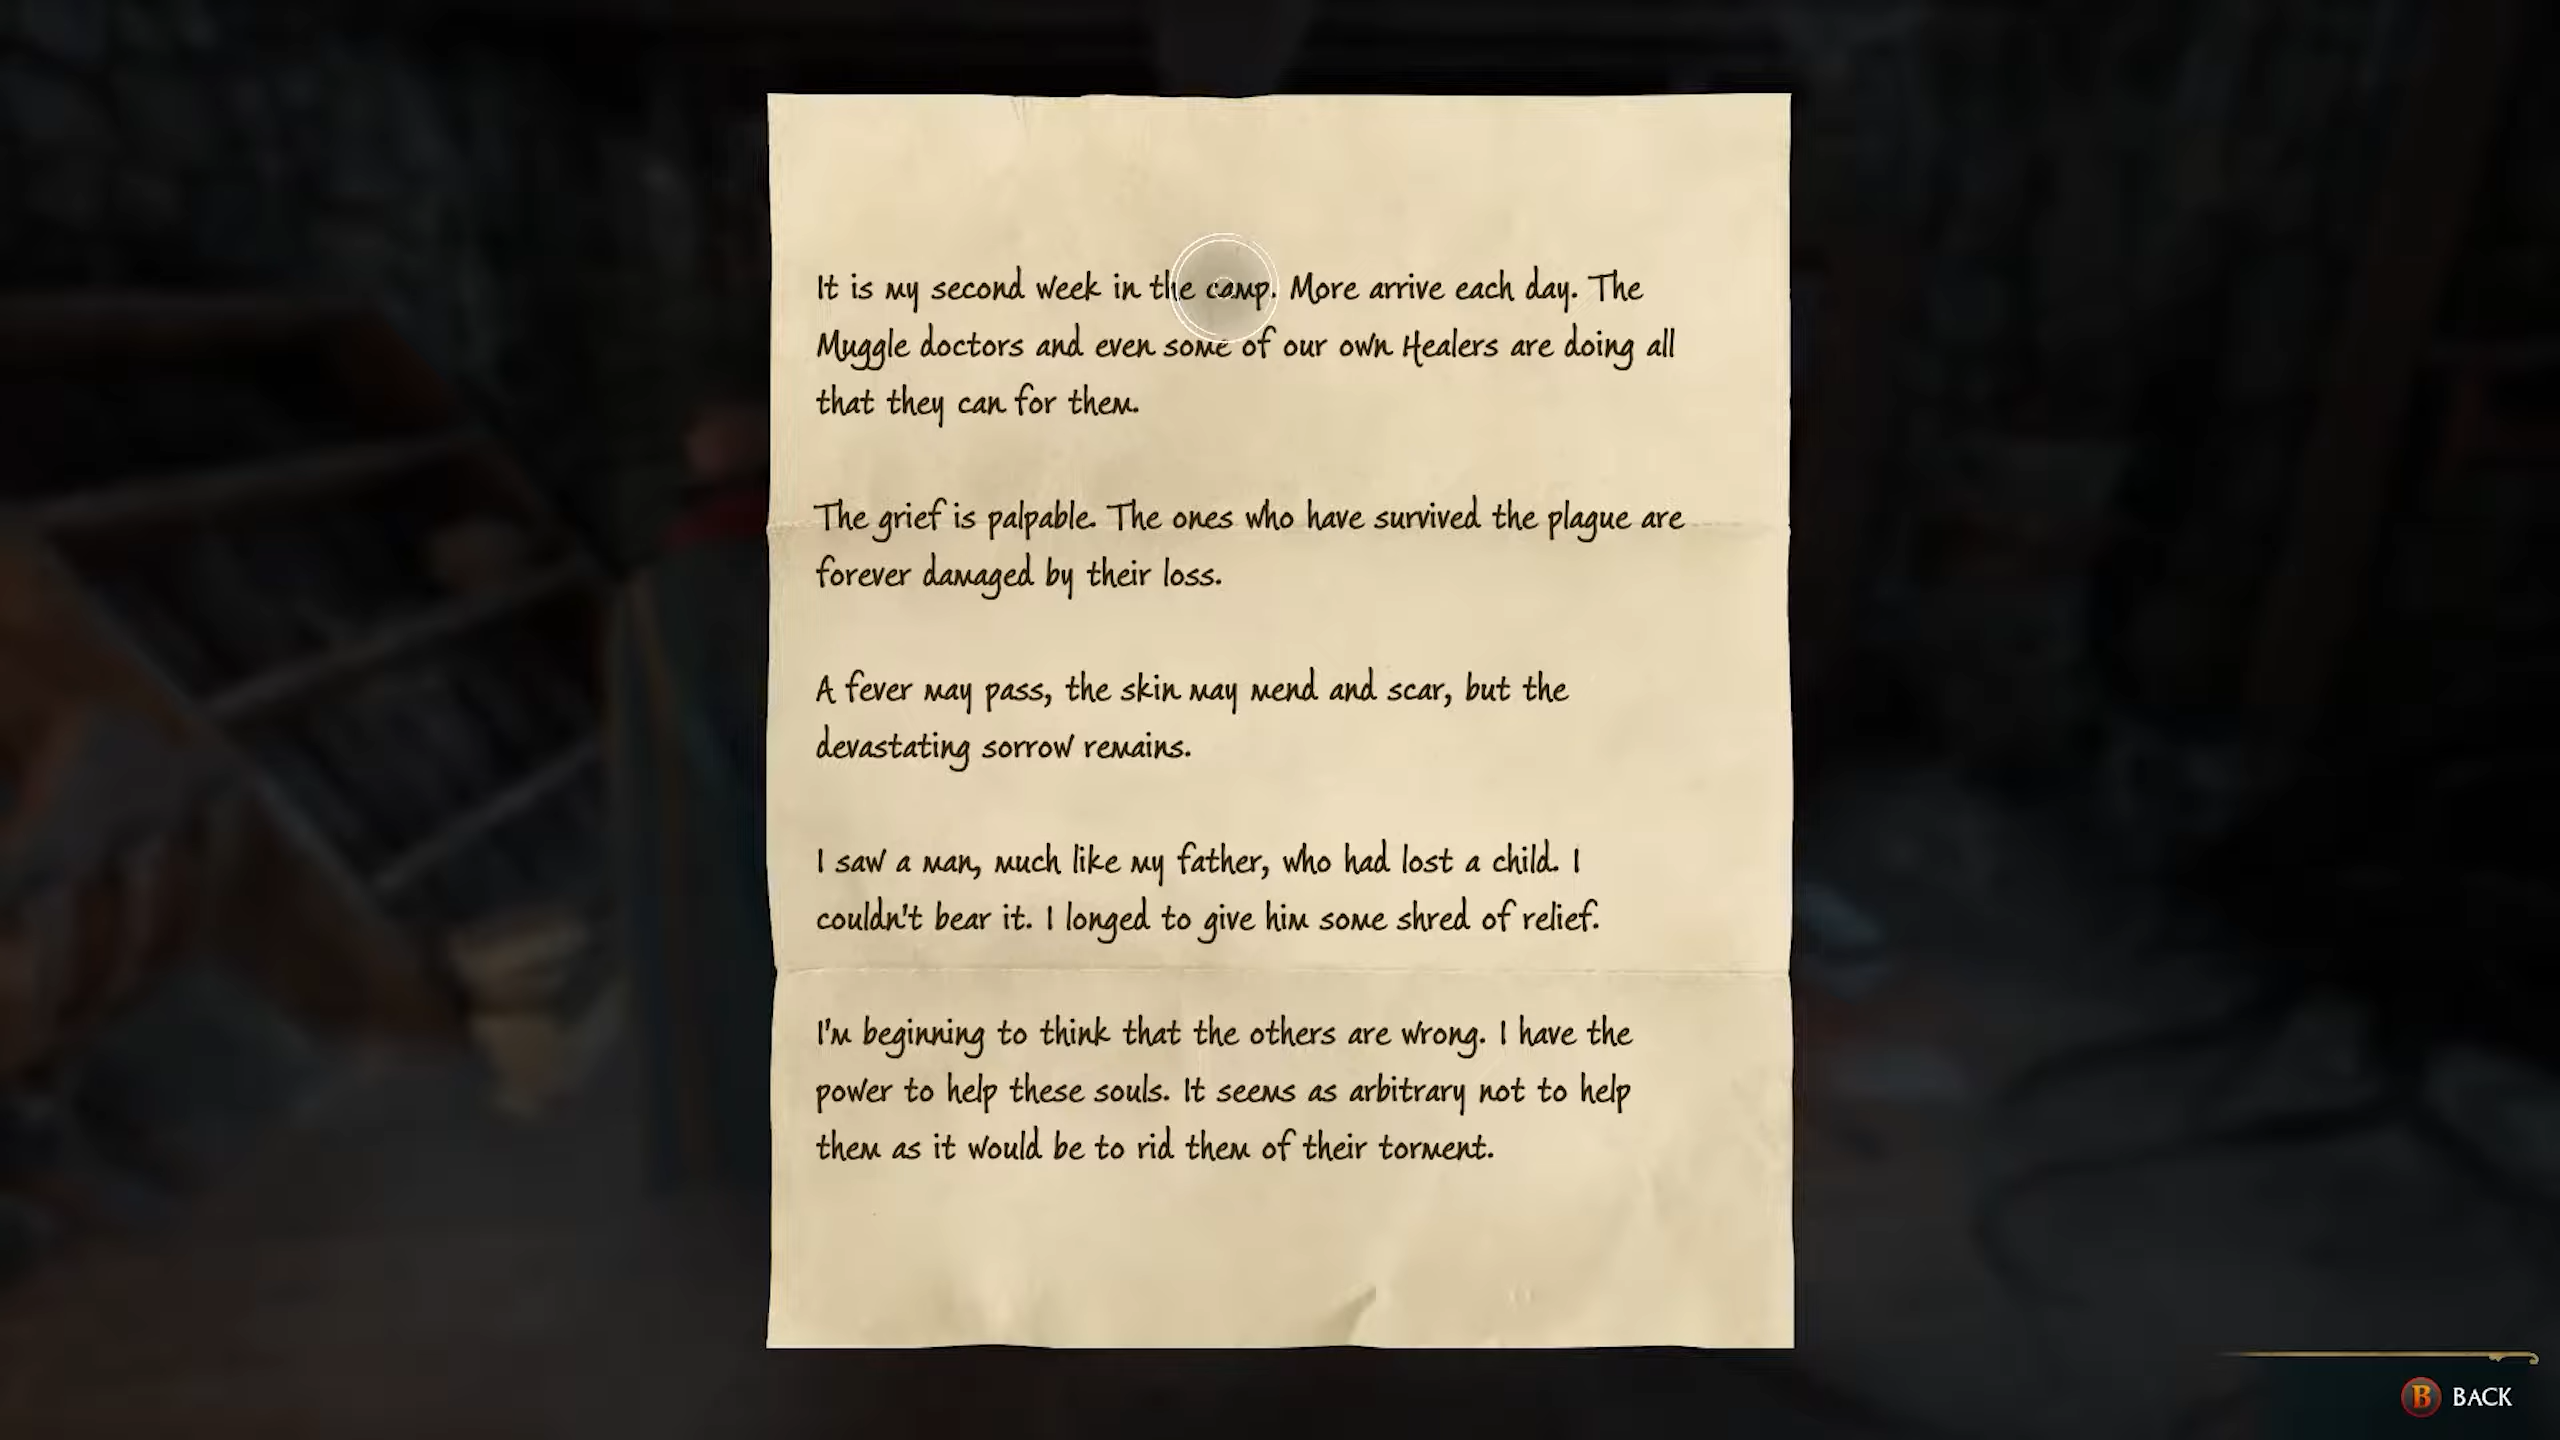 It is my second week in the camp. More arrive each day. The
Muggle doctors and even some of our own Healers are doing all
that they can for them.
The grief is palpable. The ones who have survived the plague are
forever damaged by their loss.
A fever may pass, the skin may mend and scar, but the
devastating sorrow remains.
I saw a man, much like my father, who had lost a child. I
couldn't bear it. I longed to give him some shred of relief.
I'm beginning to think that the others are wrong. I have the
power to help these souls. It seems as arbitrary not to help
them as it would be to rid them of their torment.
B BACK